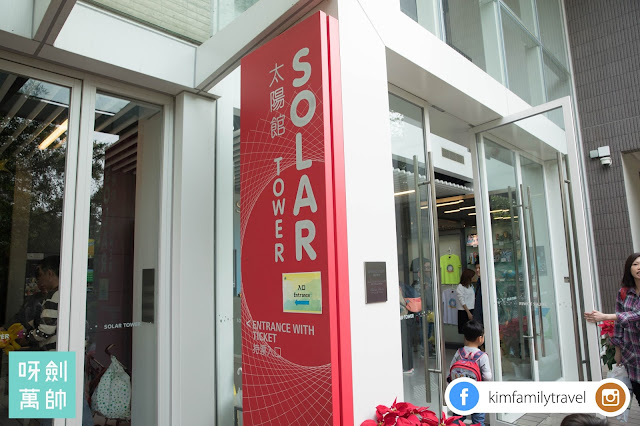 太陽館
SOLAR
TOWER
入口
Entrance
< ENTRANCE WITH
TICKET
持票入口
SOLAR TOWER
呀劍
萬帥
kimfamilytravel